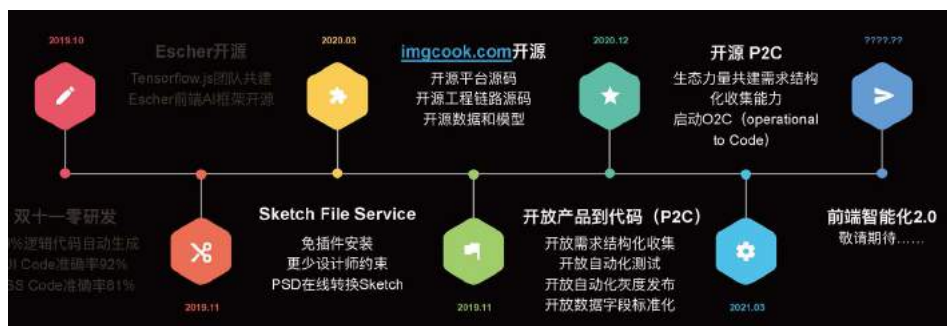 2019.10
Escher开源
Tensorflow.js团队共建
Escher前端AI框架开源
2020.03
imgcook.com开源
开源平台源码
开源工程链路源码
开源数据和模型
2020.12
开源 P2C
生态力量共建需求结构
化收集能力
启动O2C（operational
to Code）
????.??
双十一零研发
%逻辑代码自动生成
UI Code准确率92%
SS Code准确率81%
2019.11
Sketch File Service
免插件安装
更少设计师约束
PSD在线转换Sketch
2019.11
开放产品到代码（P2C）
开放需求结构化收集
开放自动化测试
开放自动化灰度发布
开放数据字段标准化
2021.03
前端智能化2.0
敬请期待……